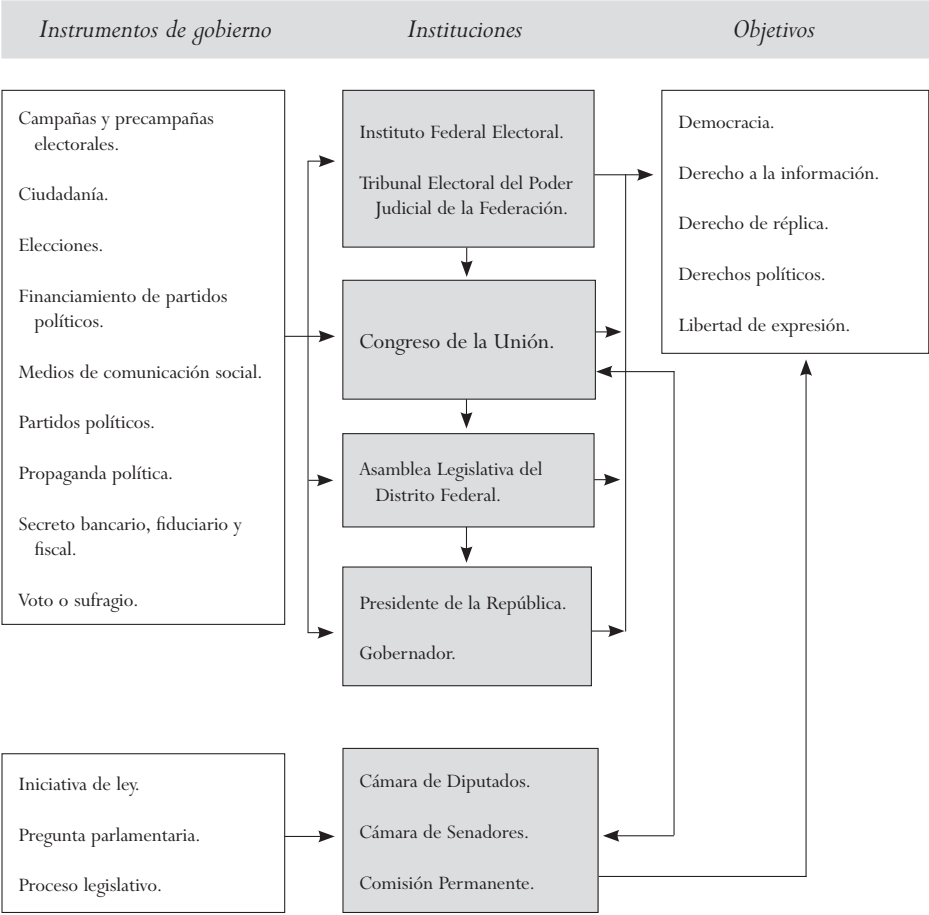 Instrumentos de gobierno
Instituciones
Objetivos
Campañas y precampañas
electorales.
Ciudadanía.
Elecciones.
Financiamiento de partidos
políticos.
Medios de comunicación social.
Partidos políticos.
Propaganda política.
Secreto bancario, fiduciario y
fiscal.
Voto o sufragio.
Instituto Federal Electoral.
Tribunal Electoral del Poder
Judicial de la Federación.
Congreso de la Unión.
Asamblea Legislativa del
Distrito Federal.
Presidente de la República.
Gobernador.
Democracia.
Derecho a la información.
Derecho de réplica.
Derechos políticos.
Libertad de expresión.
Iniciativa de ley.
Pregunta parlamentaria.
Proceso legislativo.
Cámara de Diputados.
Cámara de Senadores.
Comisión Permanente.